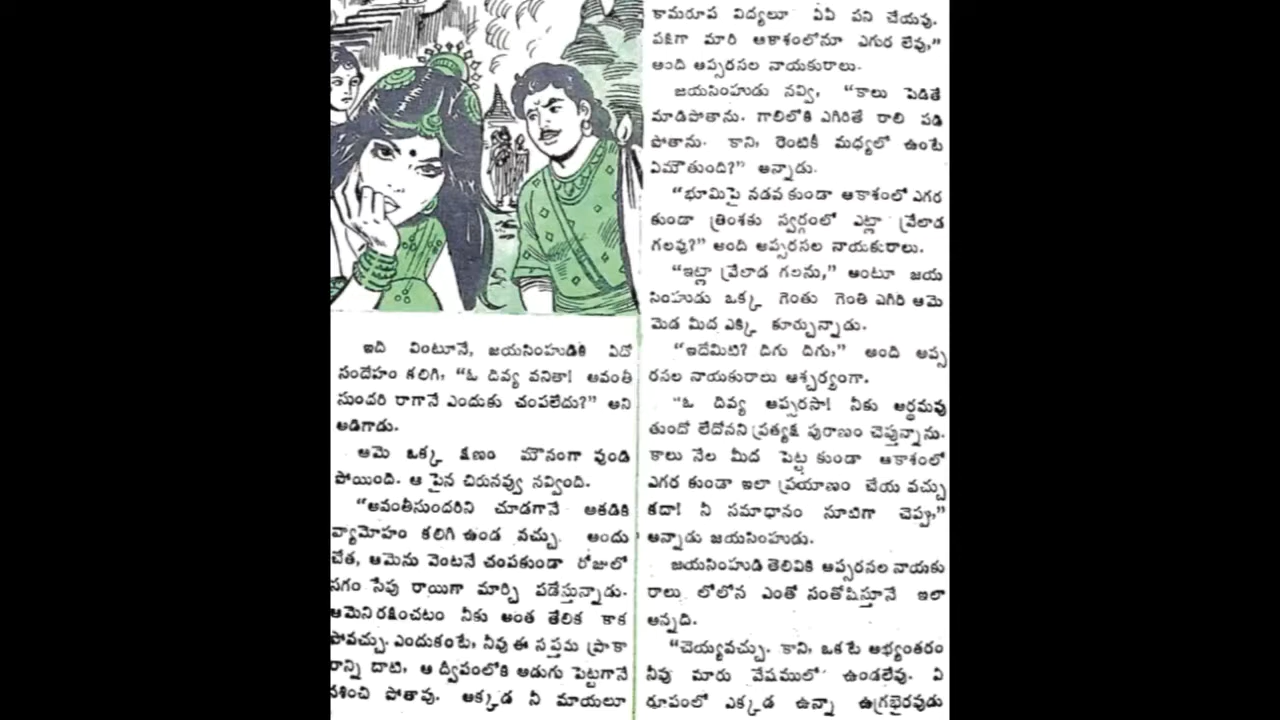 ఇది వింటూనే, జయసింహుడికి ఏదో
సందేహం కలిగి, “ఓ దివ్య వనితా! అవంతీ
సుందరి రాగానే ఎందుకు చంపలేదు?” అని
అడిగాడు.
ఆమె ఒక్క క్షణం మౌనంగా వుండి
పోయింది. ఆ పైన చిరునవ్వు నవ్వింది.
“అవంతీసుందరిని చూడగానే అకడికి
వ్యామోహం కలిగి ఉండ వచ్చు. అందు
చేత, ఆమెను వెంటనే చంపకుండా రోజులో
సగం సేపు రాయిగా మార్చి పడేస్తున్నాడు.
ఆమెని రక్షించటం నీకు అంత తేలిక కాక
పోవచ్చు. ఎందుకంటే, నీవు ఈ సప్తమ ప్రాకా
రాన్ని దాటి, ఆ ద్వీపంలోకి అడుగు పెట్టగానే
నశించి పోతావు. అక్కడ నీ మాయలూ
కామరూప విద్యలూ ఏవీ పని చేయవు.
పక్షిగా మారి ఆకాశంలోనూ ఎగుర లేవు,”
అంది అప్సరసల నాయకురాలు.
జయసింహుడు నవ్వి, “కాలు పెడితే
మాడిపోతాను. గాలిలోకి ఎగిరితే రాలి పడి
పోతాను. కాని, రెంటికీ మధ్యలో ఉంటే
ఏమౌతుంది?” అన్నాడు.
“భూమిపై నడవ కుండా ఆకాశంలో ఎగర
కుండా త్రింశకు స్వర్గంలో ఎట్లా వ్రేలాడ
గలవు?” అంది అప్సరసల నాయకురాలు.
“ఇట్లా వ్రేలాడ గలను,” అంటూ జయ
సింహుడు ఒక్క గెంతు గెంతి ఎగిరి ఆమె
మెడ మీద ఎక్కి కూర్చున్నాడు.
“ఇదేమిటి? దిగు దిగు,” అంది అప్స
రసల నాయకురాలు ఆశ్చర్యంగా.
“ఓ దివ్య అప్సరసా! నీకు అర్థమవు
తుందో లేదోనని ప్రత్యక్ష పురాణం చెప్తున్నాను.
కాలు నేల మీద పెట్ట కుండా ఆకాశంలో
ఎగర కుండా ఇలా ప్రయాణం చేయ వచ్చు
కదా! నీ సమాధానం సూటిగా చెప్పు,”
అన్నాడు జయసింహుడు.
జయసింహుడి తెలివికి అప్సరసల నాయకు
రాలు లోలోన ఎంతో సంతోషిస్తూనే ఇలా
అన్నది.
“చెయ్యవచ్చు. కాని, ఒకటే అభ్యంతరం
నీవు మారు వేషములో ఉండలేవు. ఏ
రూపంలో ఎక్కడ ఉన్నా ఉగ్రభైరవుడు